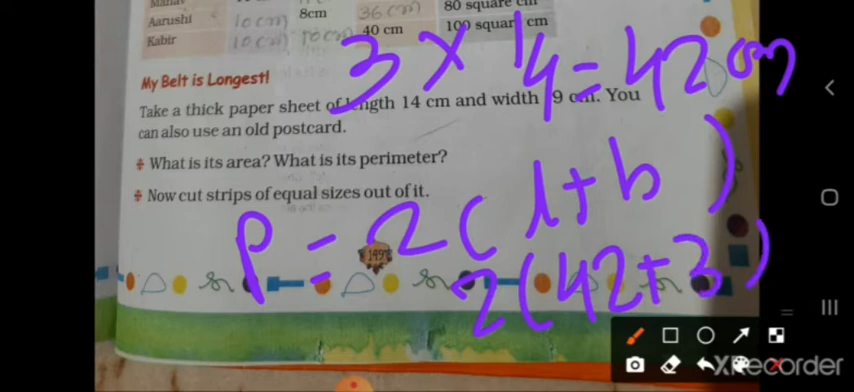 Aarushi 10 cm 8cm 36 cm 80 square cm
Kabir 10 cm 10 cm 40 cm 100 square cm
3 × 14 = 42 cm
My Belt is Longest!
Take a thick paper sheet of length 14 cm and width 9 cm. You
can also use an old postcard.
What is its area? What is its perimeter?
Now cut strips of equal sizes out of it.
P = 2(l+b)
2(42+3)
149
XRecorder